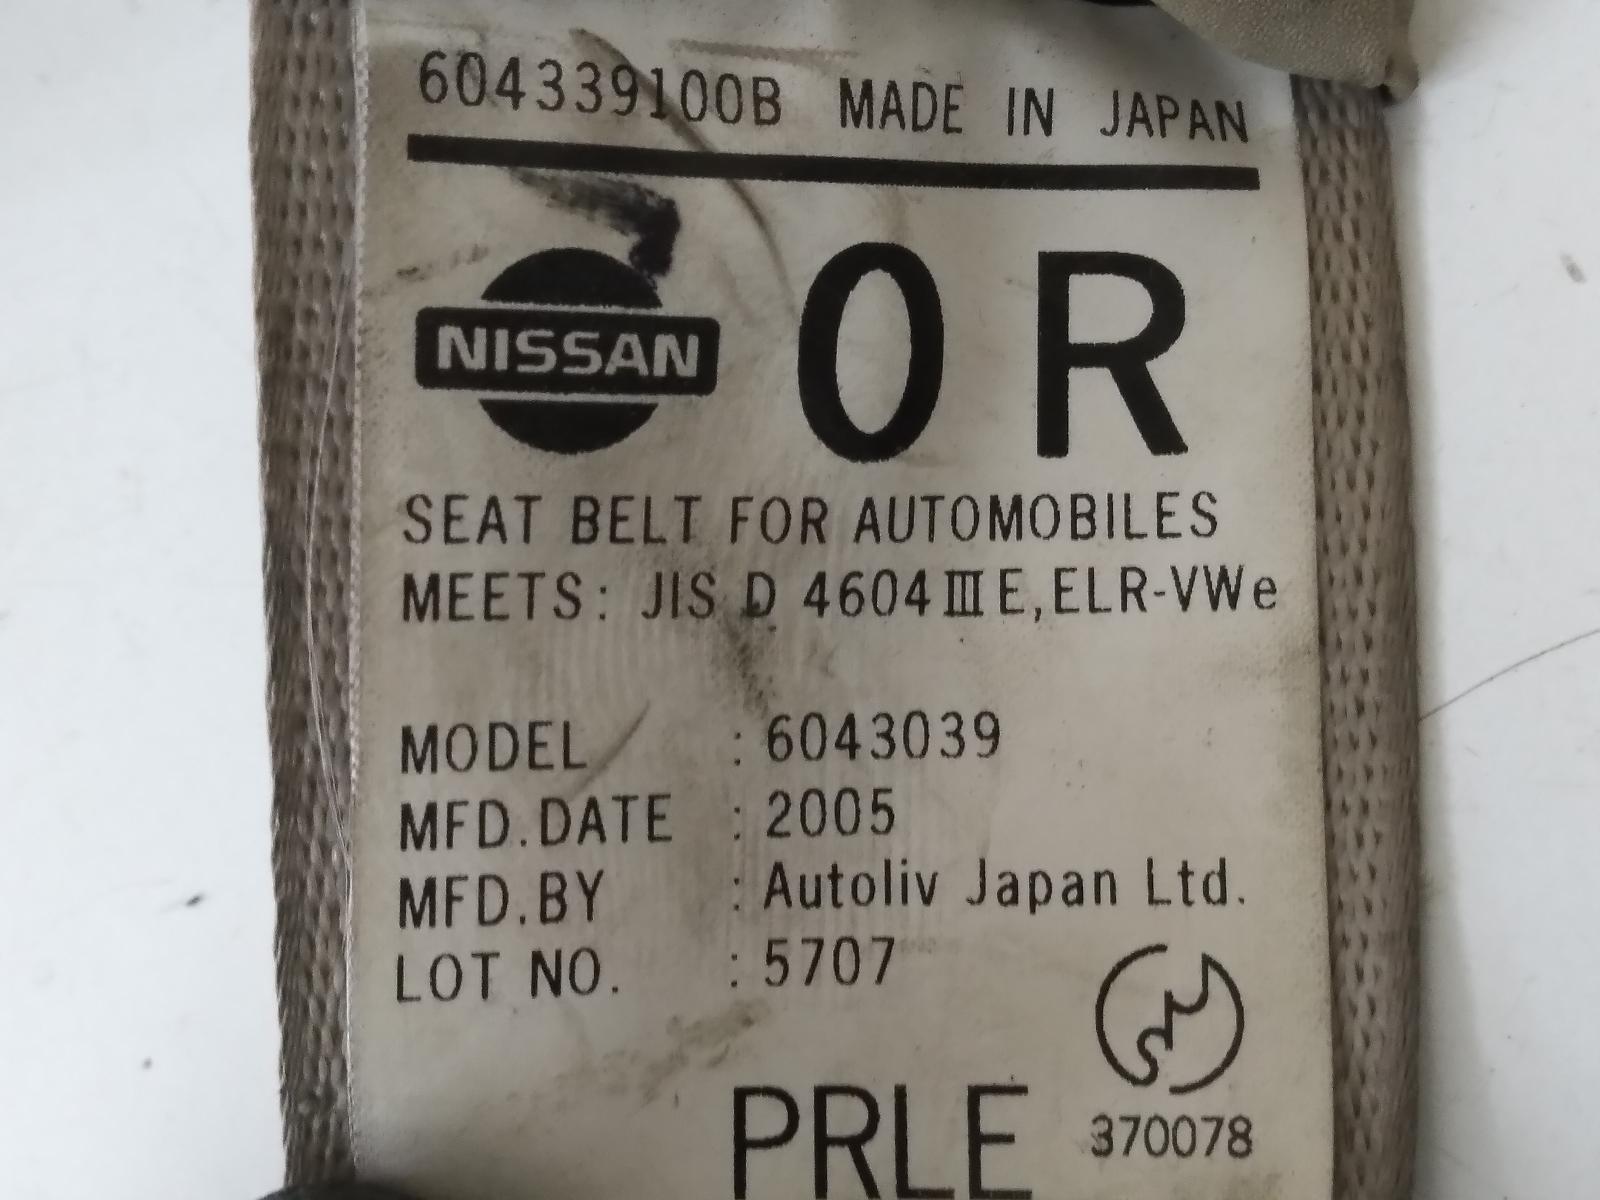 604339100B MADE IN JAPAN
NISSAN OR
SEAT BELT FOR AUTOMOBILES
MEETS: JIS D 4604 III E, ELR-VWe
MODEL : 6043039
MFD.DATE : 2005
MFD.BY : Autoliv Japan Ltd.
LOT NO. : 5707
PRLE 370078